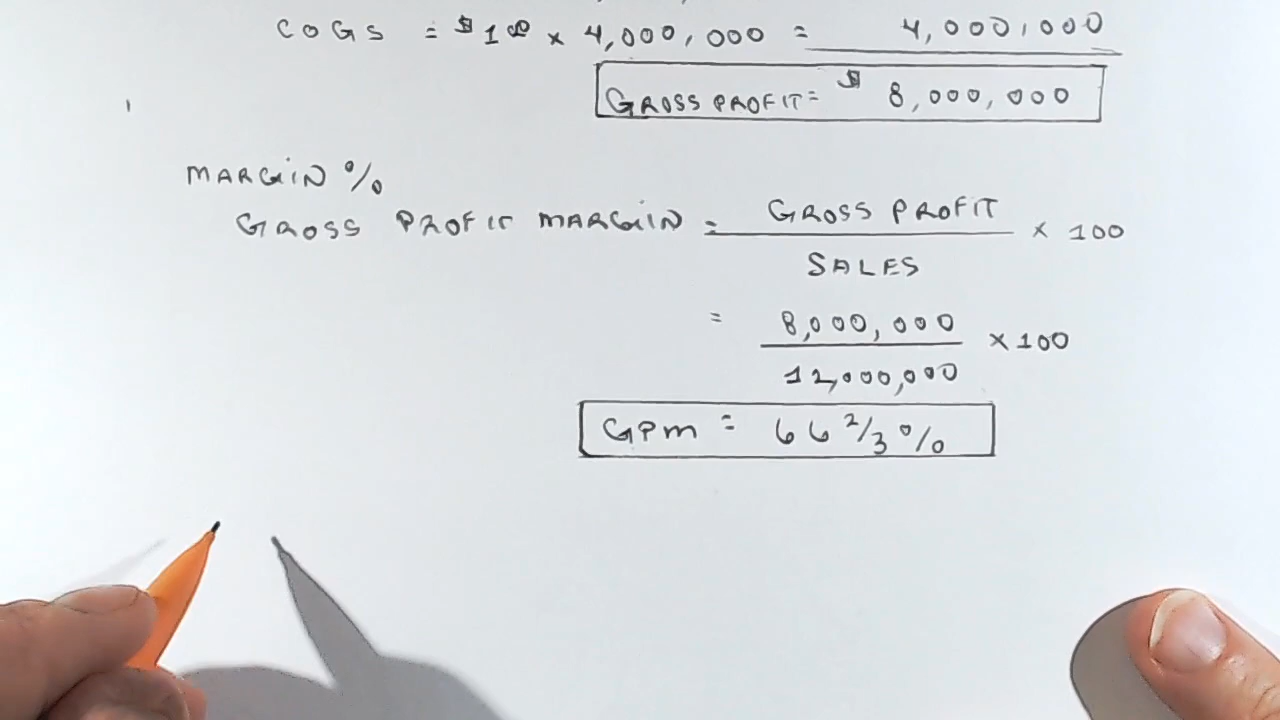 COGS = $1⁰⁰ × 4,000,000 = 4,000,000
GROSS PROFIT = $ 8,000,000
MARGIN %
GROSS PROFIT MARGIN = GROSS PROFIT / SALES × 100
= 8,000,000 / 12,000,000 × 100
GPM = 66 2/3 %